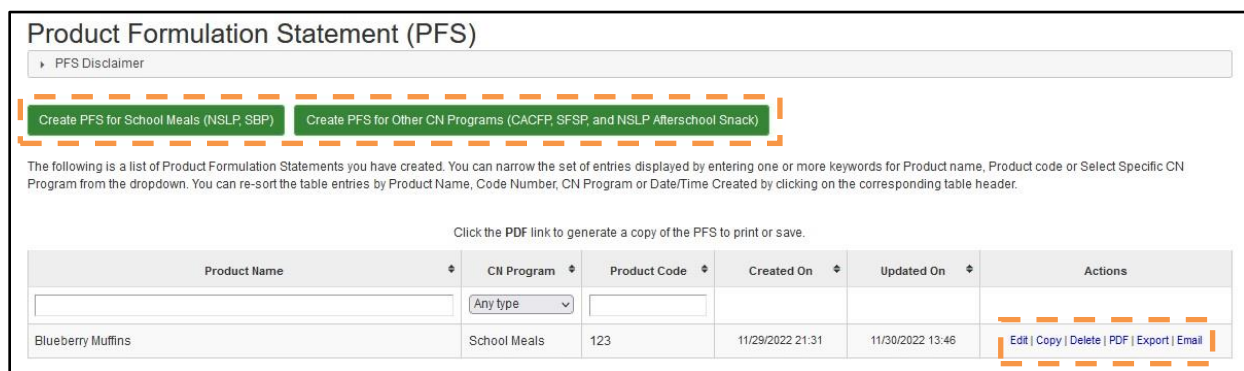 Product Formulation Statement (PFS)
PFS Disclaimer
Create PFS for School Meals (NSLP, SBP) Create PFS for Other CN Programs (CACFP, SFSP, and NSLP Afterschool Snack)
The following is a list of Product Formulation Statements you have created. You can narrow the set of entries displayed by entering one or more keywords for Product name, Product code or Select Specific CN
Program from the dropdown. You can re-sort the table entries by Product Name, Code Number, CN Program or Date/Time Created by clicking on the corresponding table header.
Click the PDF link to generate a copy of the PFS to print or save.
Product Name CN Program Product Code Created On Updated On Actions
Any type
Blueberry Muffins School Meals 123 11/29/2022 21:31 11/30/2022 13:46 Edit | Copy | Delete | PDF | Export | Email